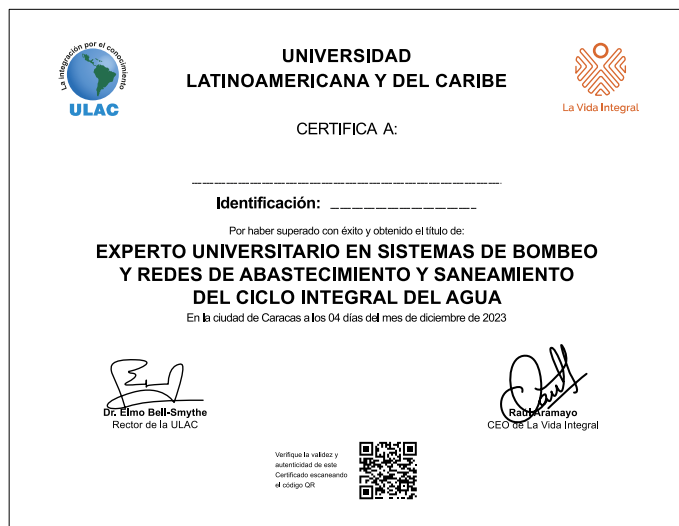 La integración por el conocimiento
ULAC
UNIVERSIDAD
LATINOAMERICANA Y DEL CARIBE
La Vida Integral
CERTIFICA A:
Identificación:
Por haber superado con éxito y obtenido el título de:
EXPERTO UNIVERSITARIO EN SISTEMAS DE BOMBEO
Y REDES DE ABASTECIMIENTO Y SANEAMIENTO
DEL CICLO INTEGRAL DEL AGUA
En la ciudad de Caracas a los 04 días del mes de diciembre de 2023
Dr. Elmo Bell-Smythe
Rector de la ULAC
Raúl Aramayo
CEO de La Vida Integral
Verifique la validez y
autenticidad de este
Certificado escaneando
el código QR